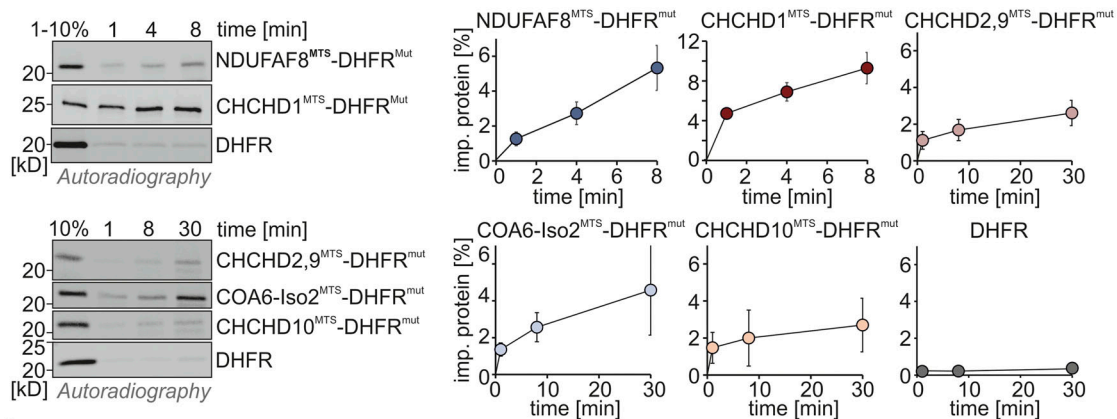 1-10% 1 4 8 time [min]
20 NDUFAF8MTS-DHFRMut
25 CHCHD1MTS-DHFRMut
20 DHFR
[kD] Autoradiography
10% 1 8 30 time [min]
20 CHCHD2,9MTS-DHFRmut
20 COA6-Iso2MTS-DHFRmut
20 CHCHD10MTS-DHFRmut
25
20 DHFR
[kD] Autoradiography
NDUFAF8MTS-DHFRmut
imp. protein [%]
6
4
2
0
0 2 4 6 8
time [min]
CHCHD1MTS-DHFRmut
12
10
8
6
4
2
0
0 2 4 6 8
time [min]
CHCHD2,9MTS-DHFRmut
6
4
2
0
0 10 20 30
time [min]
COA6-Iso2MTS-DHFRmut
imp. protein [%]
6
4
2
0
0 10 20 30
time [min]
CHCHD10MTS-DHFRmut
6
4
2
0
0 10 20 30
time [min]
DHFR
6
4
2
0
0 10 20 30
time [min]